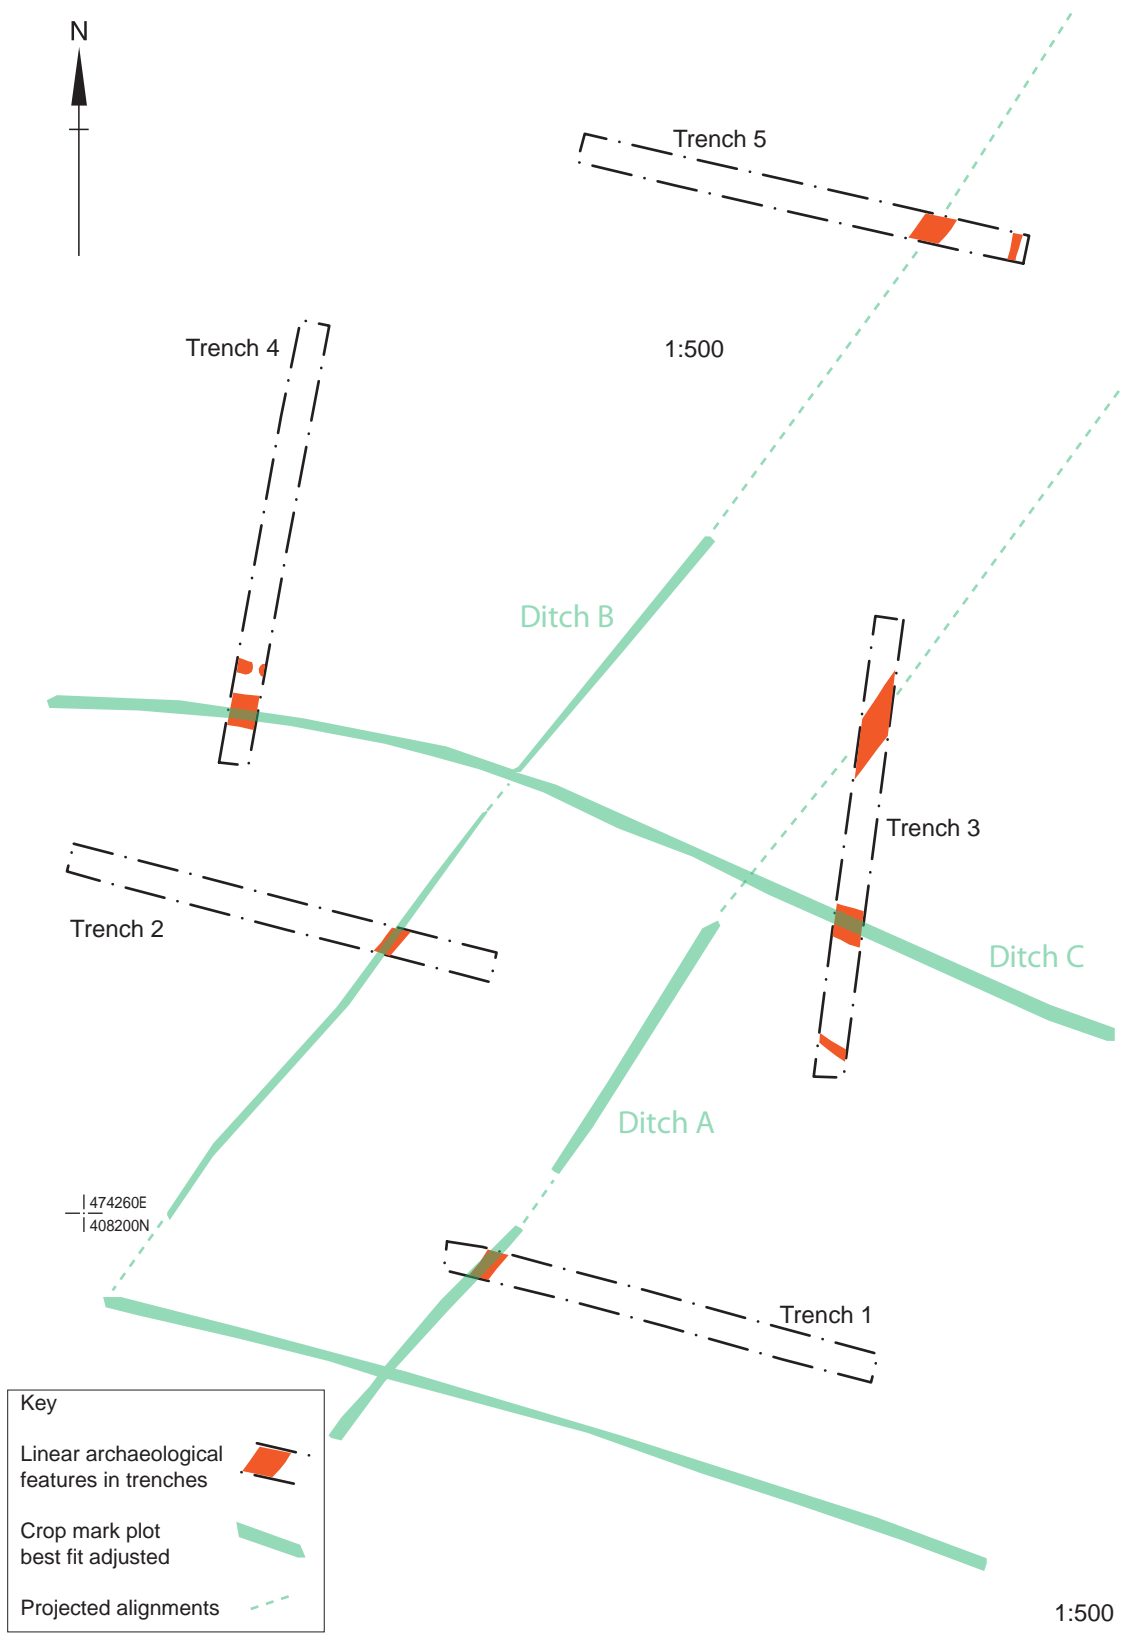 N
Trench 5
Trench 4
1:500
Ditch B
Trench 3
Trench 2
Ditch C
Ditch A
474260E
408200N
Trench 1
Key
Linear archaeological
features in trenches
Crop mark plot
best fit adjusted
Projected alignments
1:500